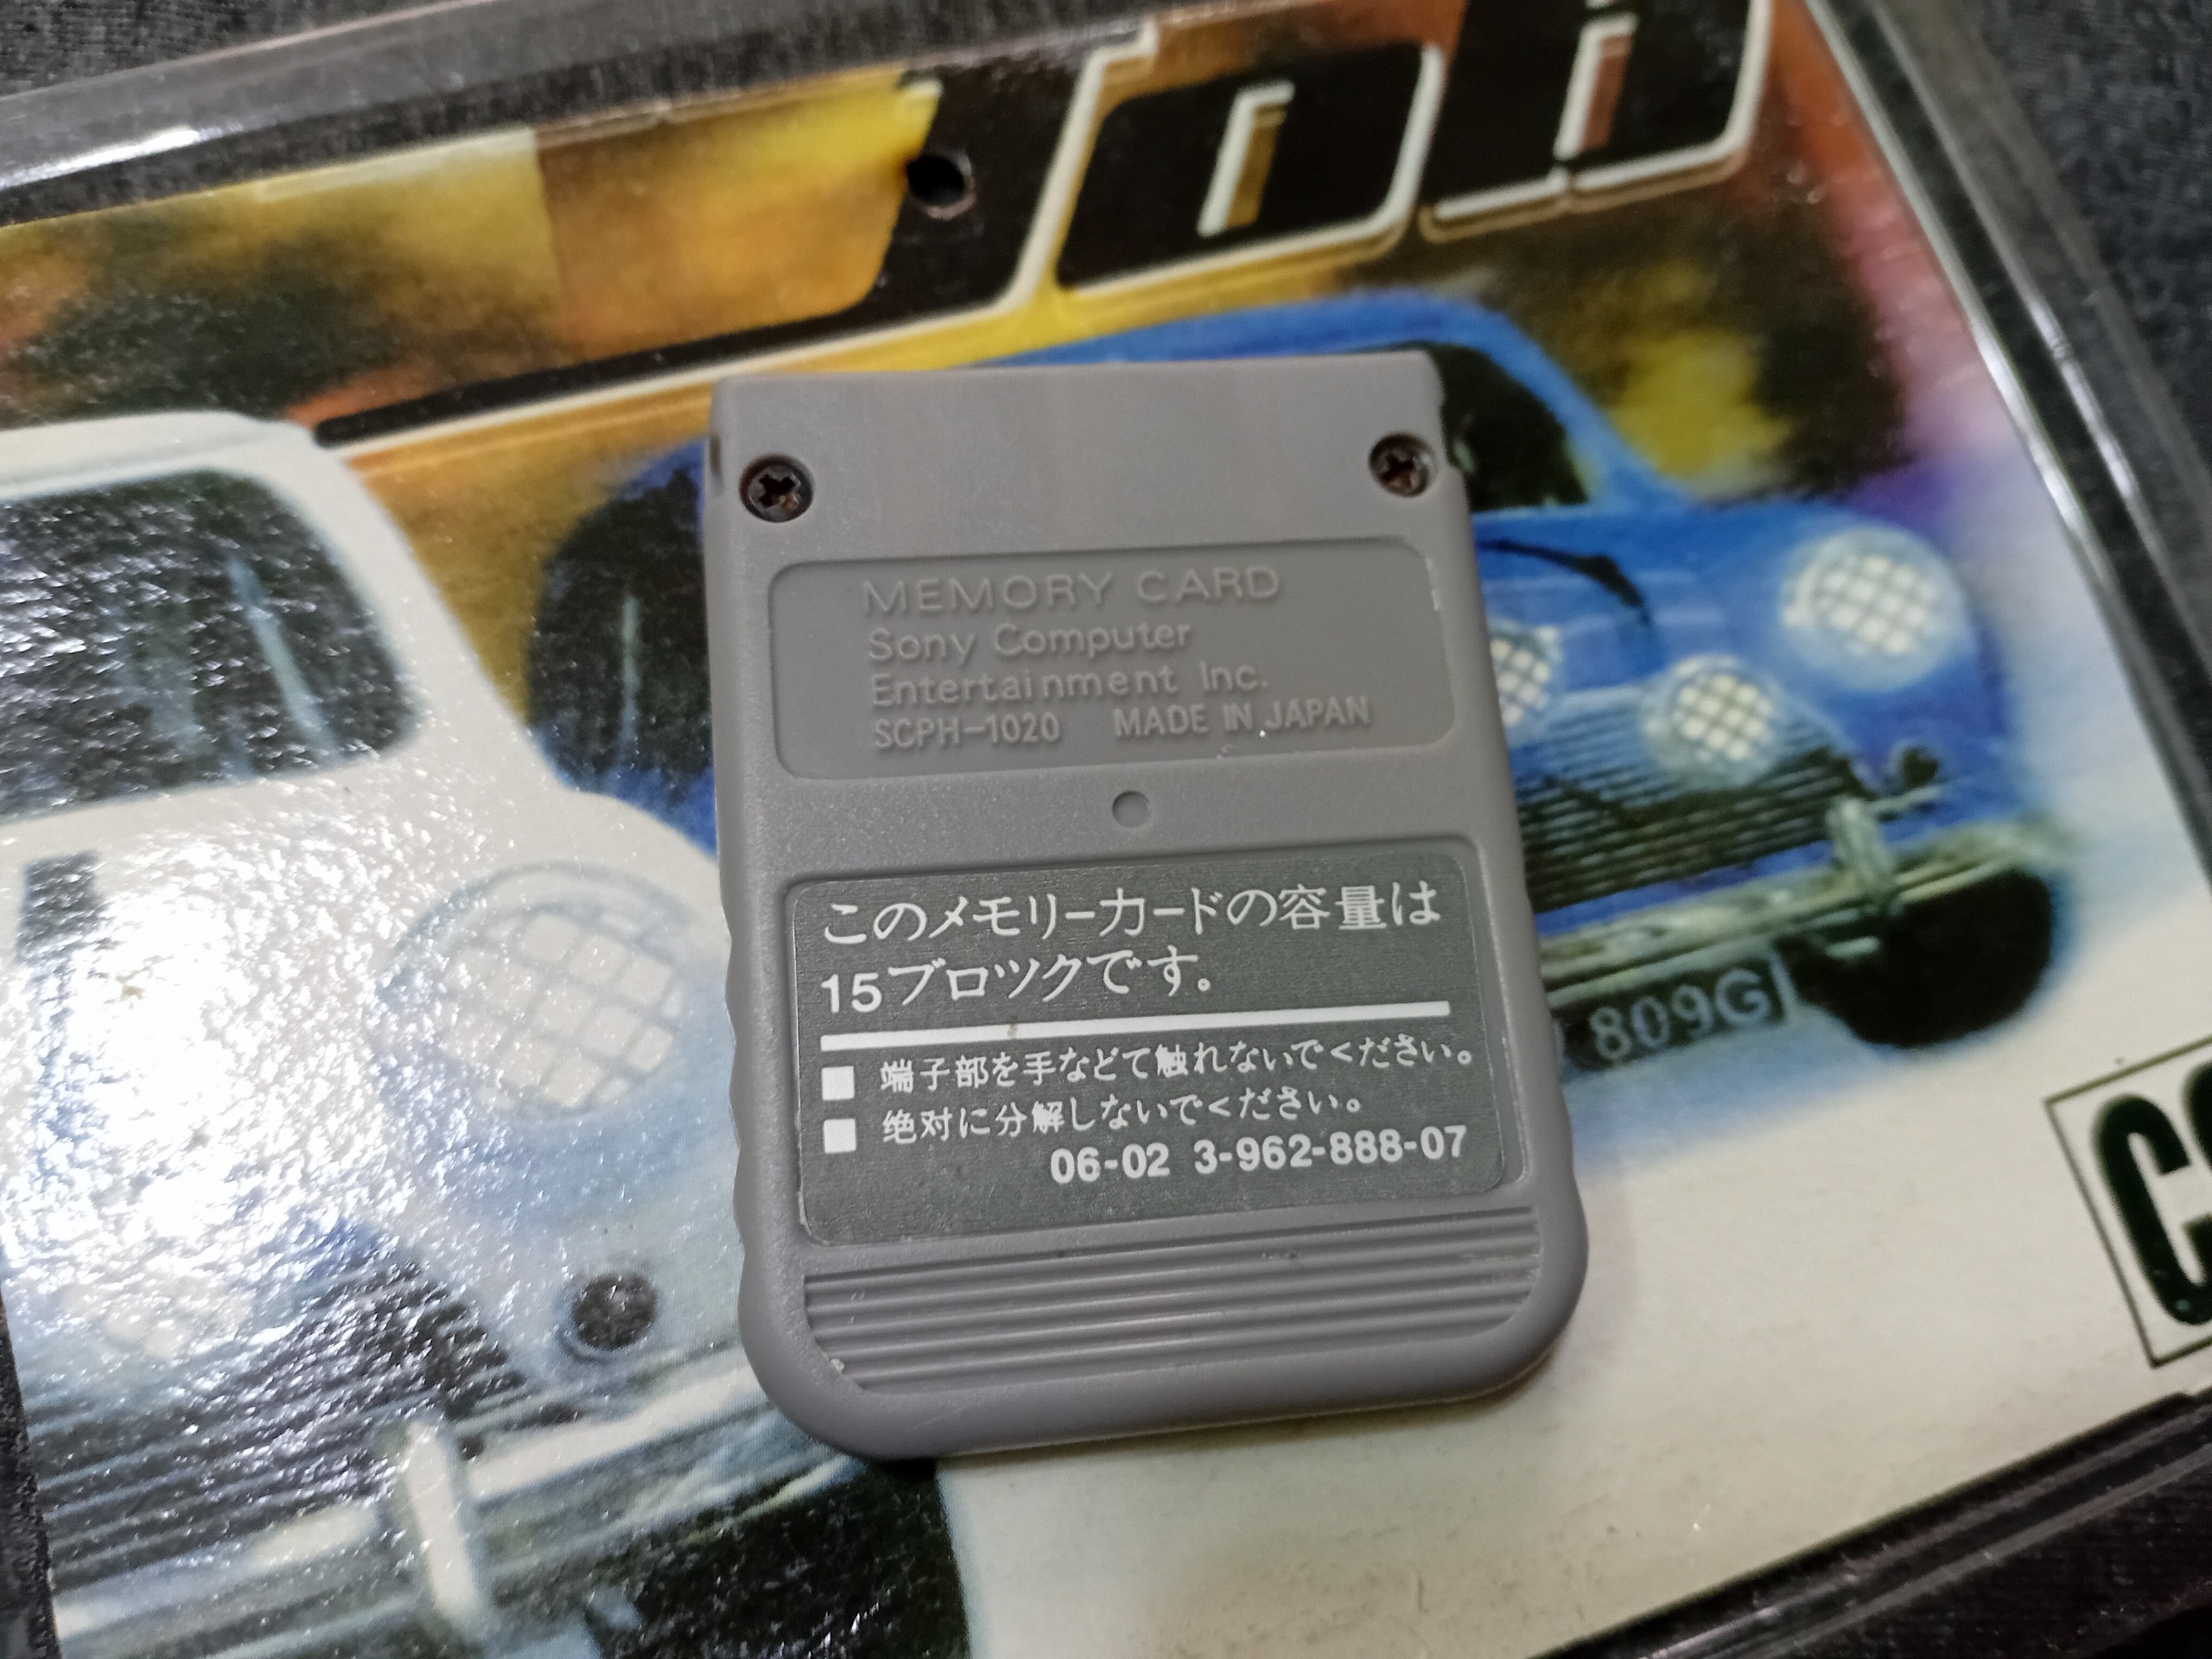 MEMORY CARD
Sony Computer
Entertainment Inc.
SCPH-1020 MADE IN JAPAN
このメモリーカードの容量は
15ブロックです。
■ 端子部を手などで触れないでください。
■ 絶対に分解しないでください。
06-02 3-962-888-07
809G